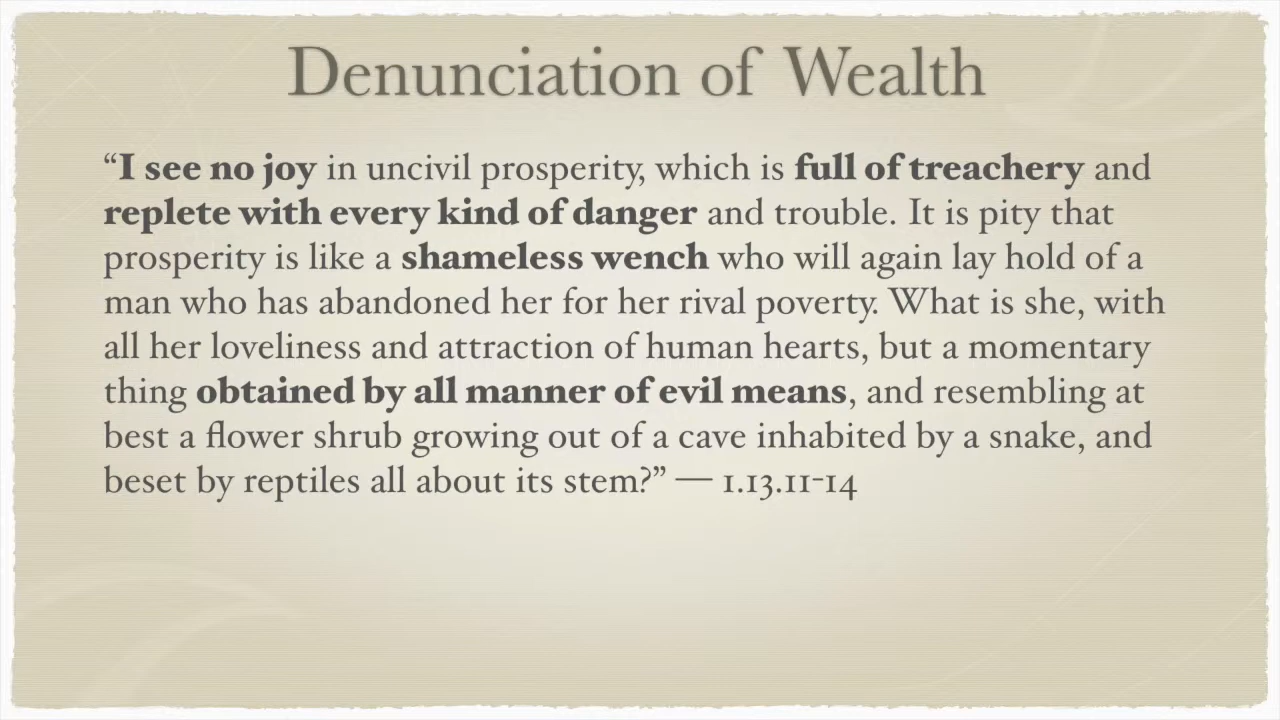 Denunciation of Wealth
“I see no joy in uncivil prosperity, which is full of treachery and
replete with every kind of danger and trouble. It is pity that
prosperity is like a shameless wench who will again lay hold of a
man who has abandoned her for her rival poverty. What is she, with
all her loveliness and attraction of human hearts, but a momentary
thing obtained by all manner of evil means, and resembling at
best a flower shrub growing out of a cave inhabited by a snake, and
beset by reptiles all about its stem?” — 1.13.11-14